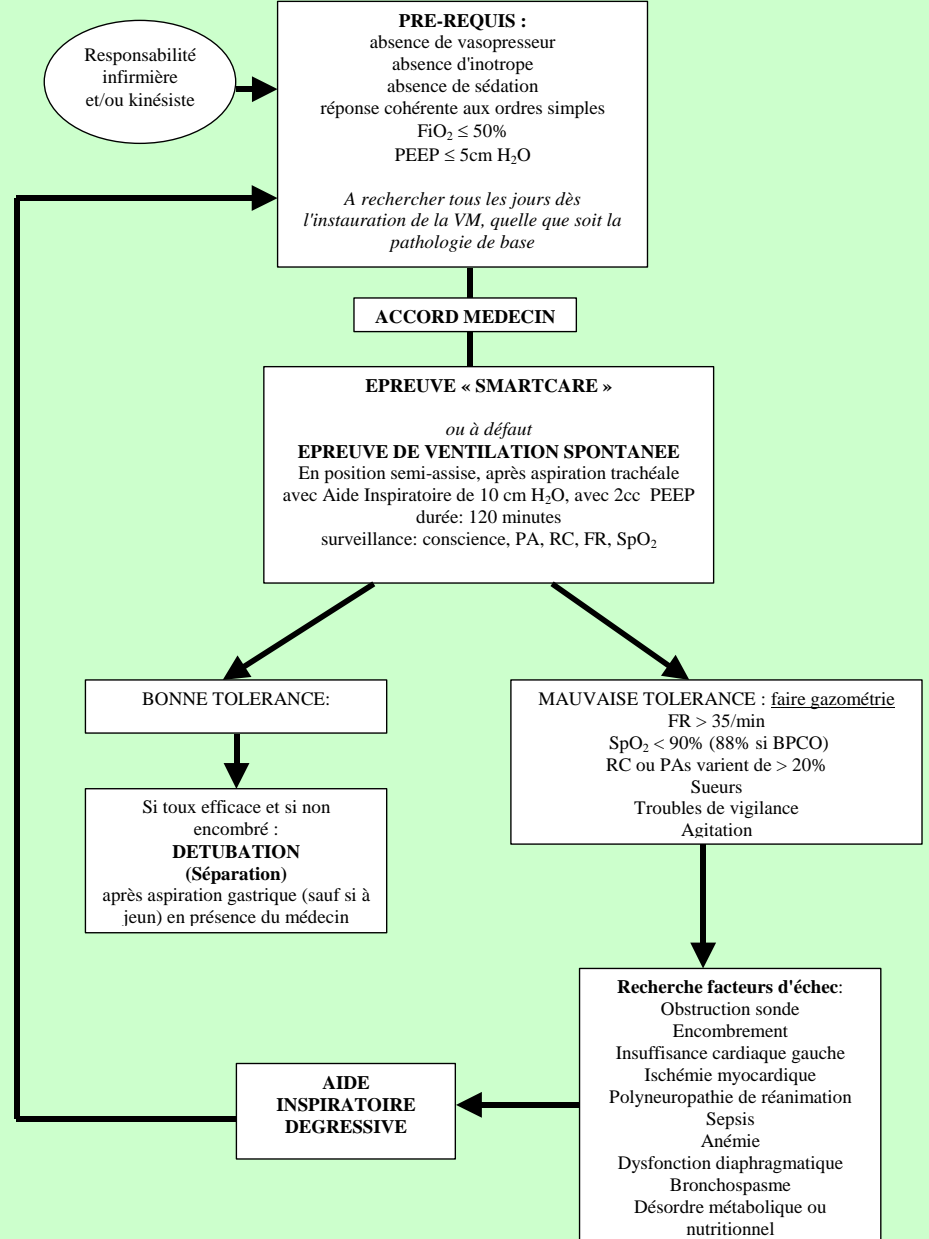 Responsabilité
infirmière
et/ou kinésiste
PRE-REQUIS :
absence de vasopresseur
absence d'inotrope
absence de sédation
réponse cohérente aux ordres simples
FiO₂ ≤ 50%
PEEP ≤ 5cm H₂O
A rechercher tous les jours dès
l'instauration de la VM, quelle que soit la
pathologie de base
ACCORD MEDECIN
EPREUVE « SMARTCARE »
ou à défaut
EPREUVE DE VENTILATION SPONTANEE
En position semi-assise, après aspiration trachéale
avec Aide Inspiratoire de 10 cm H₂O, avec 2cc PEEP
durée: 120 minutes
surveillance: conscience, PA, RC, FR, SpO₂
BONNE TOLERANCE:
Si toux efficace et si non
encombré :
DETUBATION
(Séparation)
après aspiration gastrique (sauf si à
jeun) en présence du médecin
MAUVAISE TOLERANCE : faire gazométrie
FR > 35/min
SpO₂ < 90% (88% si BPCO)
RC ou PAs varient de > 20%
Sueurs
Troubles de vigilance
Agitation
Recherche facteurs d'échec:
Obstruction sonde
Encombrement
Insuffisance cardiaque gauche
Ischémie myocardique
Polyneuropathie de réanimation
Sepsis
Anémie
Dysfonction diaphragmatique
Bronchospasme
Désordre métabolique ou
nutritionnel
AIDE
INSPIRATOIRE
DEGRESSIVE